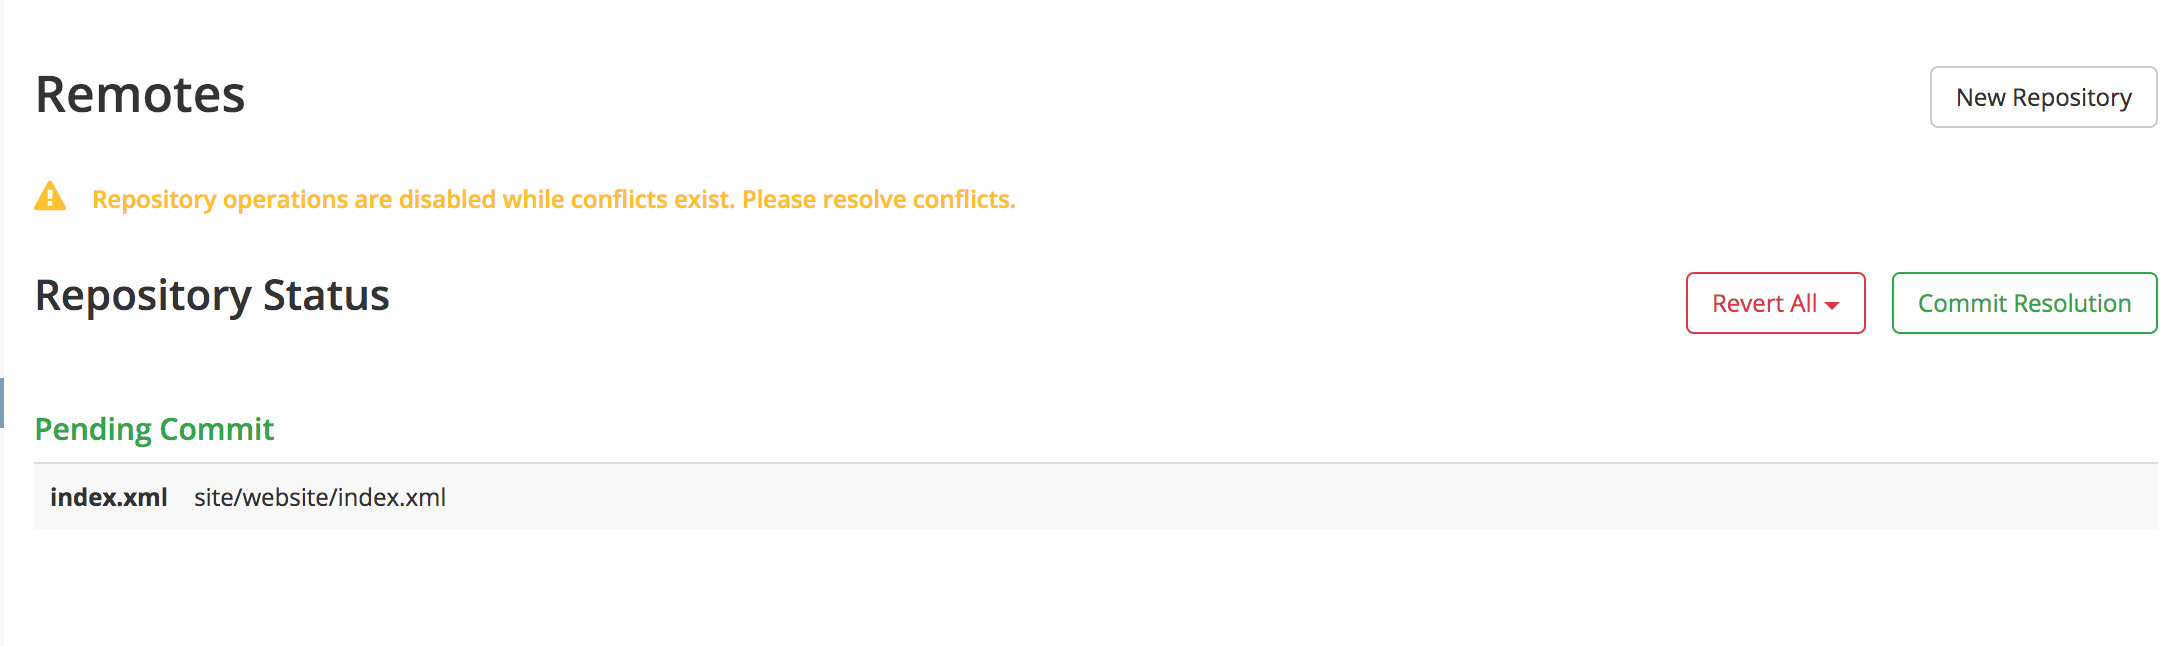 Remotes
New Repository
Repository operations are disabled while conflicts exist. Please resolve conflicts.
Repository Status
Revert All
Commit Resolution
Pending Commit
index.xml site/website/index.xml